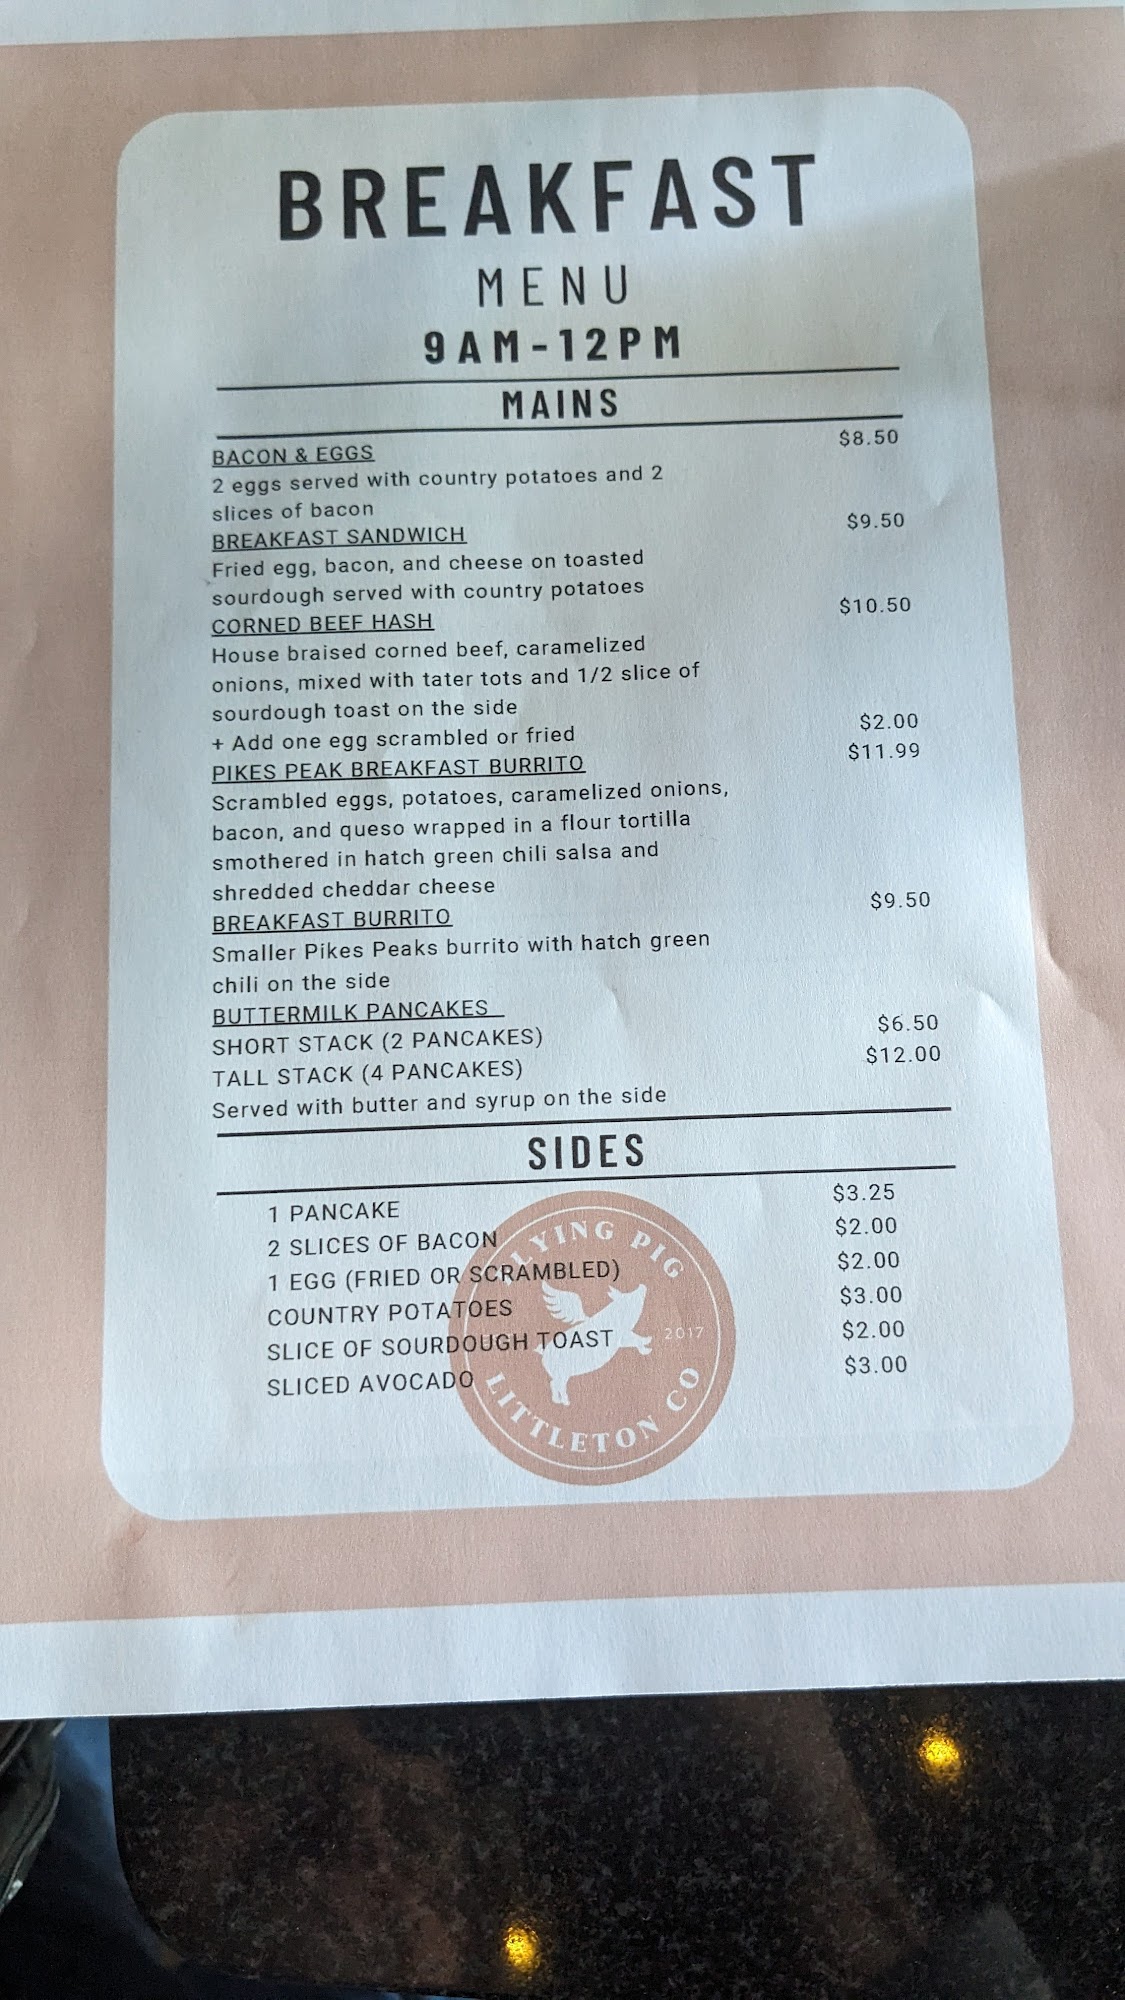 BREAKFAST
MENU
9AM-12PM
MAINS
BACON & EGGS $8.50
2 eggs served with country potatoes and 2
slices of bacon
BREAKFAST SANDWICH $9.50
Fried egg, bacon, and cheese on toasted
sourdough served with country potatoes
CORNED BEEF HASH $10.50
House braised corned beef, caramelized
onions, mixed with tater tots and 1/2 slice of
sourdough toast on the side
+ Add one egg scrambled or fried $2.00
PIKES PEAK BREAKFAST BURRITO $11.99
Scrambled eggs, potatoes, caramelized onions,
bacon, and queso wrapped in a flour tortilla
smothered in hatch green chili salsa and
shredded cheddar cheese
BREAKFAST BURRITO $9.50
Smaller Pikes Peaks burrito with hatch green
chili on the side
BUTTERMILK PANCAKES
SHORT STACK (2 PANCAKES) $6.50
TALL STACK (4 PANCAKES) $12.00
Served with butter and syrup on the side
SIDES
1 PANCAKE $3.25
2 SLICES OF BACON $2.00
1 EGG (FRIED OR SCRAMBLED) $2.00
COUNTRY POTATOES $3.00
SLICE OF SOURDOUGH TOAST $2.00
SLICED AVOCADO $3.00
FLYING PIG
2017
LITTLETON CO